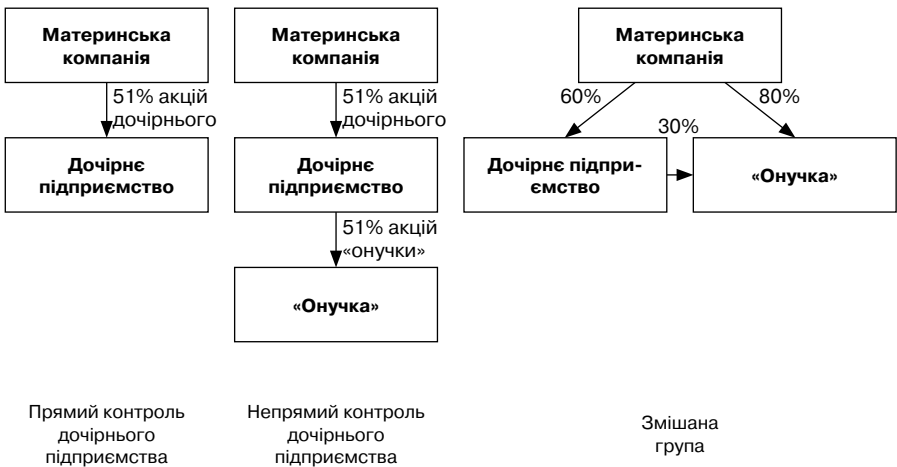 Материнська
компанія
51% акцій
дочірнього
Дочірнє
підприємство
Прямий контроль
дочірнього
підприємства
Материнська
компанія
51% акцій
дочірнього
Дочірнє
підприємство
51% акцій
«онучки»
«Онучка»
Непрямий контроль
дочірнього
підприємства
Материнська
компанія
60%
80%
30%
Дочірнє підпри-
ємство
«Онучка»
Змішана
група